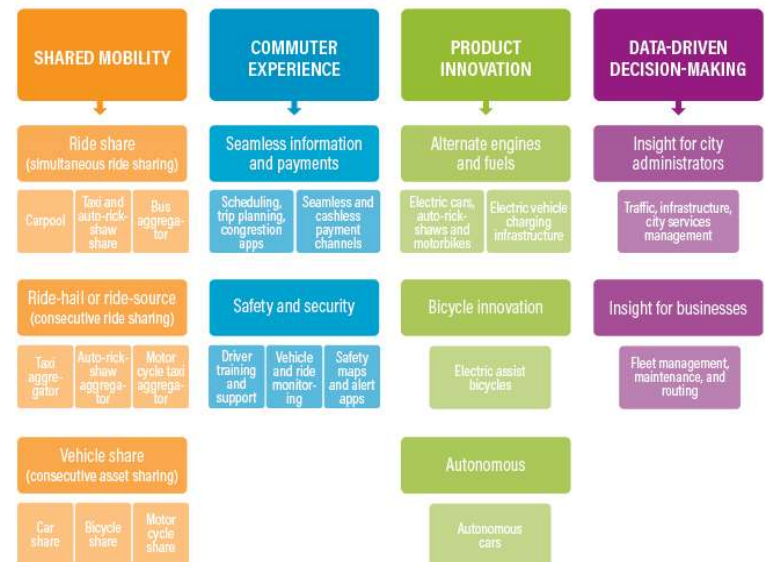 SHARED MOBILITY
Ride share
(simultaneous ride sharing)
Carpool
Taxi and
auto-rick-
shaw
share
Bus
aggrega-
tor
Ride-hail or ride-source
(consecutive ride sharing)
Taxi
aggre-
gator
Auto-rick-
shaw
aggrega-
tor
Motor
cycle taxi
aggrega-
tor
Vehicle share
(consecutive asset sharing)
Car
share
Bicycle
share
Motor
cycle
share
COMMUTER
EXPERIENCE
Seamless information
and payments
Scheduling,
trip planning,
congrestion
apps
Seamless and
cashless
payment
channels
Safety and security
Driver
training
and
support
Vehicle
and ride
monitor-
ing
Safety
maps
and alert
apps
PRODUCT
INNOVATION
Alternate engines
and fuels
Electric cars,
auto-rick-
shaws and
motorbikes
Electric vehicle
charging
infrastructure
Bicycle innovation
Electric assist
bicycles
Autonomous
Autonomous
cars
DATA-DRIVEN
DECISION-MAKING
Insight for city
administrators
Traffic, infrastructure,
city services
management
Insight for businesses
Fleet management,
maintenance, and
routing